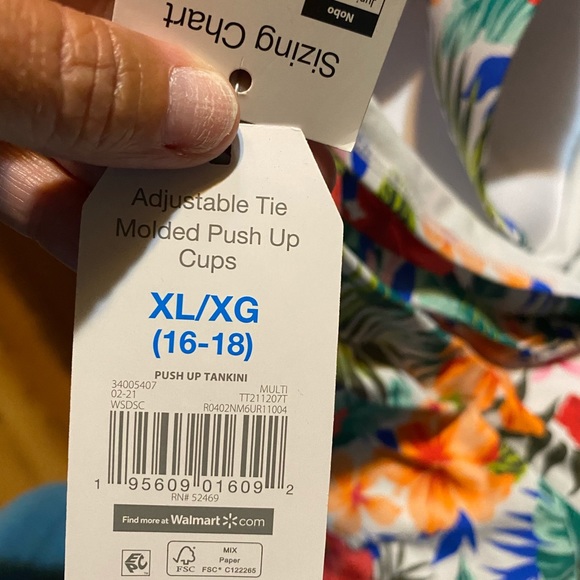 Nobo
Sizing Chart
Adjustable Tie
Molded Push Up
Cups
XL/XG
(16-18)
PUSH UP TANKINI
34005407 MULTI
02-21 TT211207T
WSDSC R0402NM6UR11004
1 95609 01609 2
RN# 52469
Find more at Walmart com
FSC
MIX
Paper
FSC® C122265